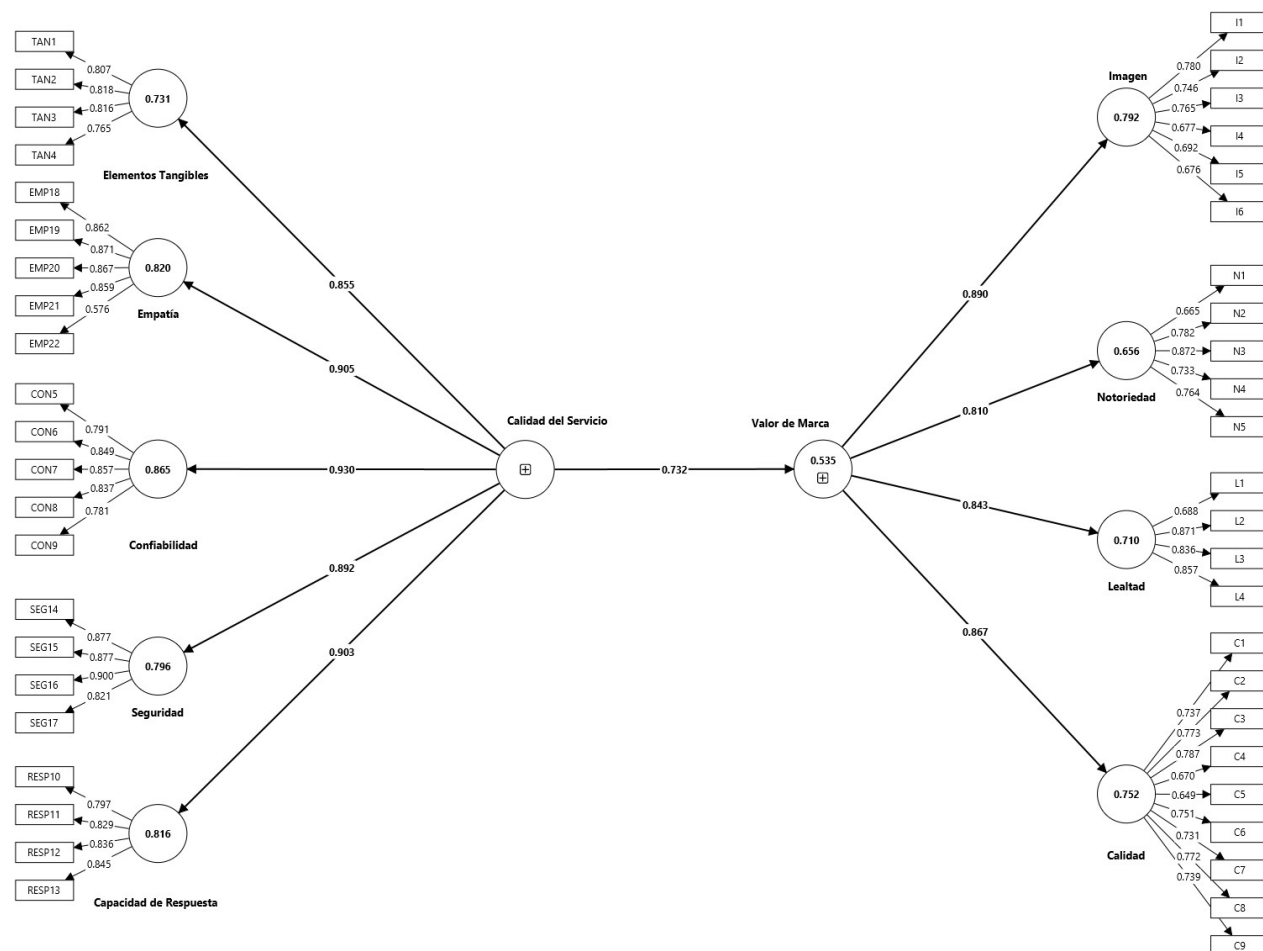 TAN1
TAN2
TAN3
TAN4
0.807
0.818
0.816
0.765
0.731
Elementos Tangibles
EMP18
EMP19
EMP20
EMP21
EMP22
0.862
0.871
0.867
0.859
0.576
0.820
Empatía
CON5
CON6
CON7
CON8
CON9
0.791
0.849
0.857
0.837
0.781
0.865
Confiabilidad
SEG14
SEG15
SEG16
SEG17
0.877
0.877
0.900
0.821
0.796
Seguridad
RESP10
RESP11
RESP12
RESP13
0.797
0.829
0.836
0.845
0.816
Capacidad de Respuesta
0.855
0.905
0.930
0.892
0.903
Calidad del Servicio
0.732
Valor de Marca
0.535
0.890
0.810
0.843
0.867
Imagen
0.792
0.780
0.746
0.765
0.677
0.692
0.676
I1
I2
I3
I4
I5
I6
0.656
Notoriedad
0.665
0.782
0.872
0.733
0.764
N1
N2
N3
N4
N5
0.710
Lealtad
0.688
0.871
0.836
0.857
L1
L2
L3
L4
0.752
Calidad
0.737
0.773
0.787
0.670
0.649
0.751
0.731
0.772
0.739
C1
C2
C3
C4
C5
C6
C7
C8
C9